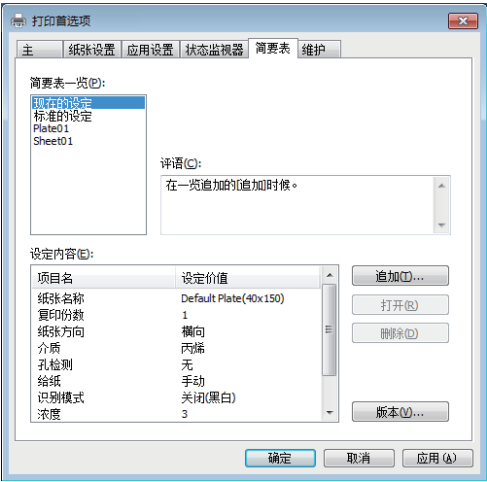 打印首选项
主 纸张设置 应用设置 状态监视器 简要表 维护
简要表一览(P):
现在的设定
标准的设定
Plate01
Sheet01
评语(C):
在一览追加的[追加]时候。
设定内容(E):
项目名 设定价值
纸张名称 Default Plate(40x150)
复印份数 1
纸张方向 横向
介质 丙烯
孔检测 无
给纸 手动
识别模式 关闭(黑白)
浓度 3
追加(T)...
打开(R)
删除(D)
版本(V)...
确定 取消 应用(A)